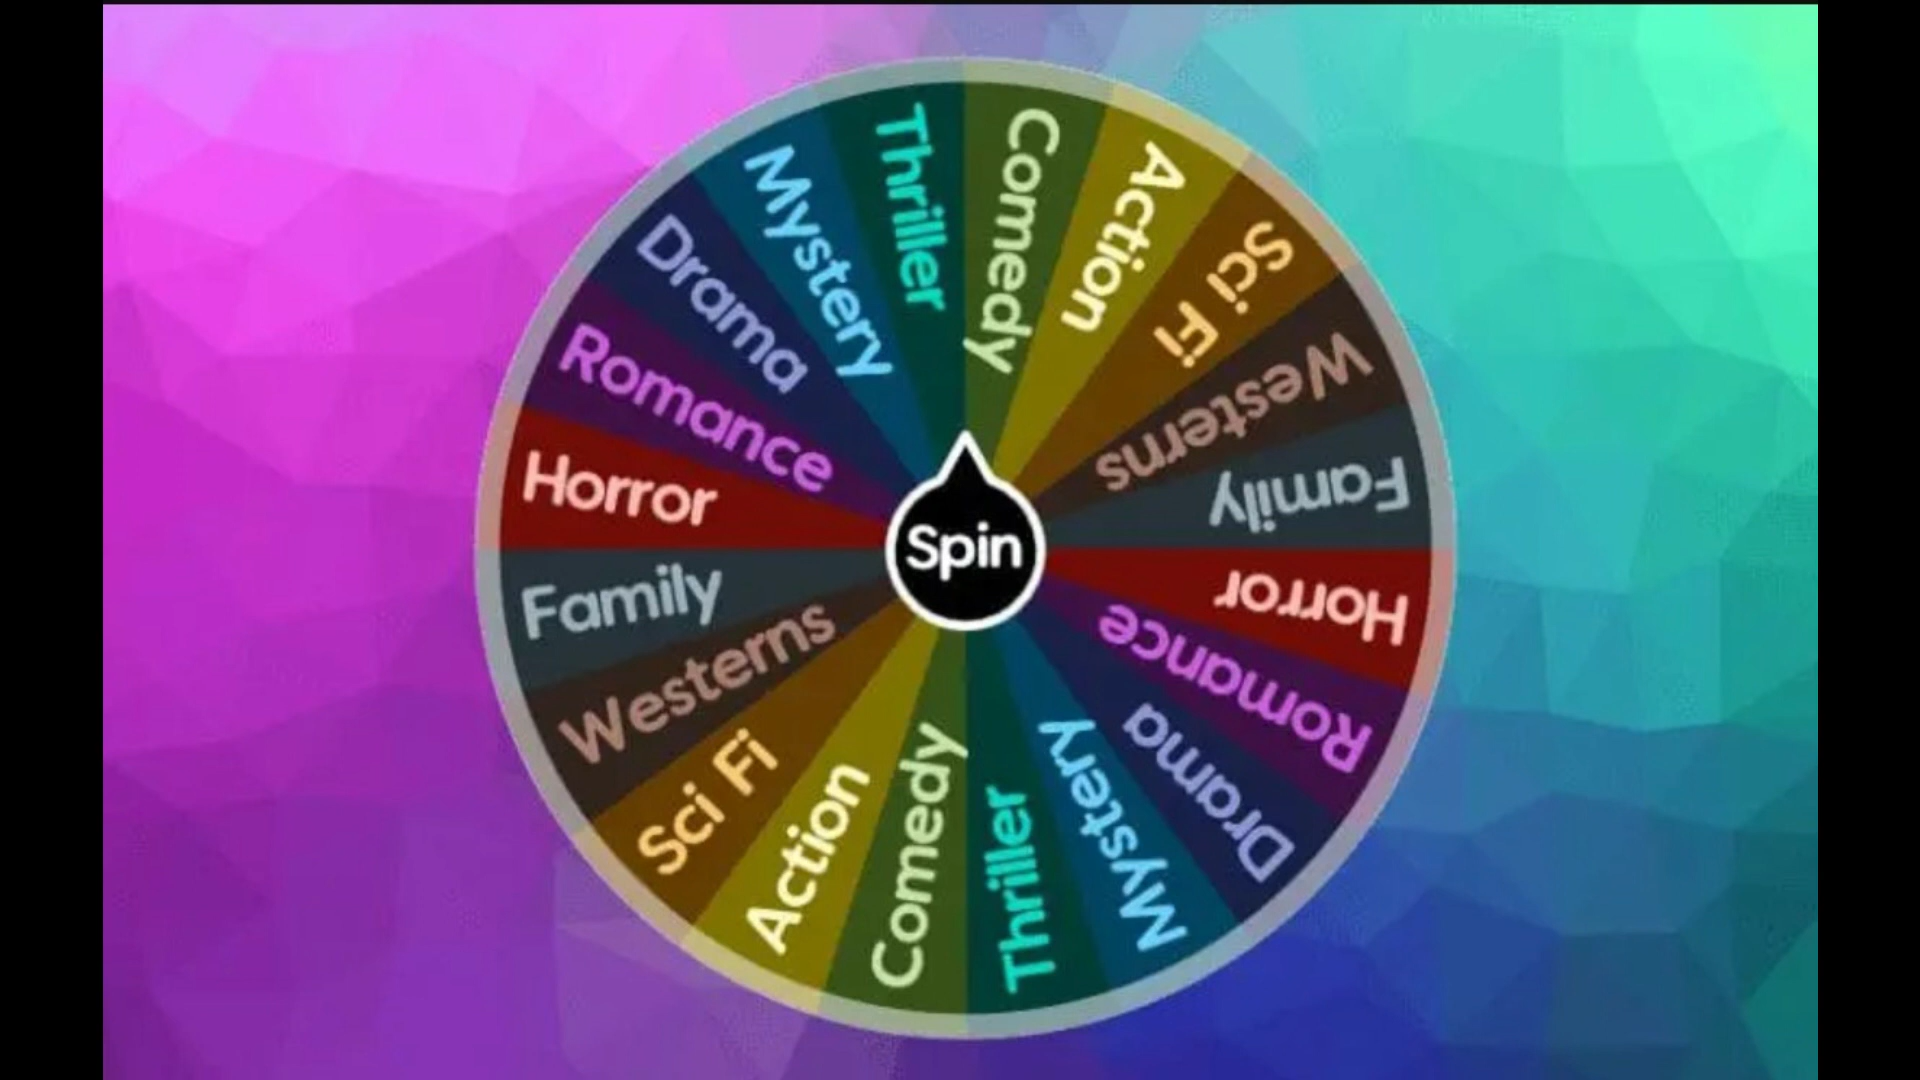 Comedy
Action
Sci Fi
Westerns
Family
Horror
Romance
Drama
Mystery
Thriller
Comedy
Action
Sci Fi
Westerns
Family
Horror
Romance
Drama
Mystery
Thriller
Spin